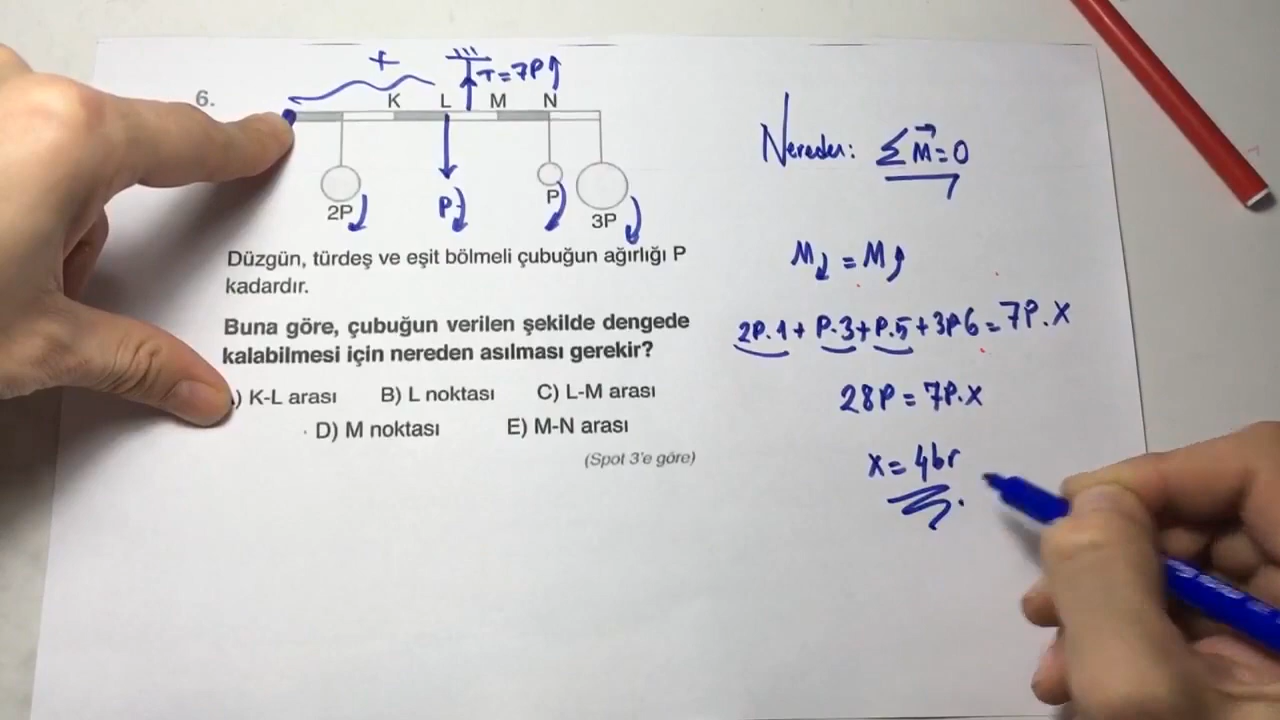 6.
x
T=7P
K L M N
2P P P 3P
Düzgün, türdeş ve eşit bölmeli çubuğun ağırlığı P
kadardır.
Buna göre, çubuğun verilen şekilde dengede
kalabilmesi için nereden asılması gerekir?
) K-L arası B) L noktası C) L-M arası
D) M noktası E) M-N arası
(Spot 3'e göre)
Nereden: ΣM=0
M = M
2P.1 + P.3 + P.5 + 3P6 = 7P.X
28P = 7P.X
x = 4br